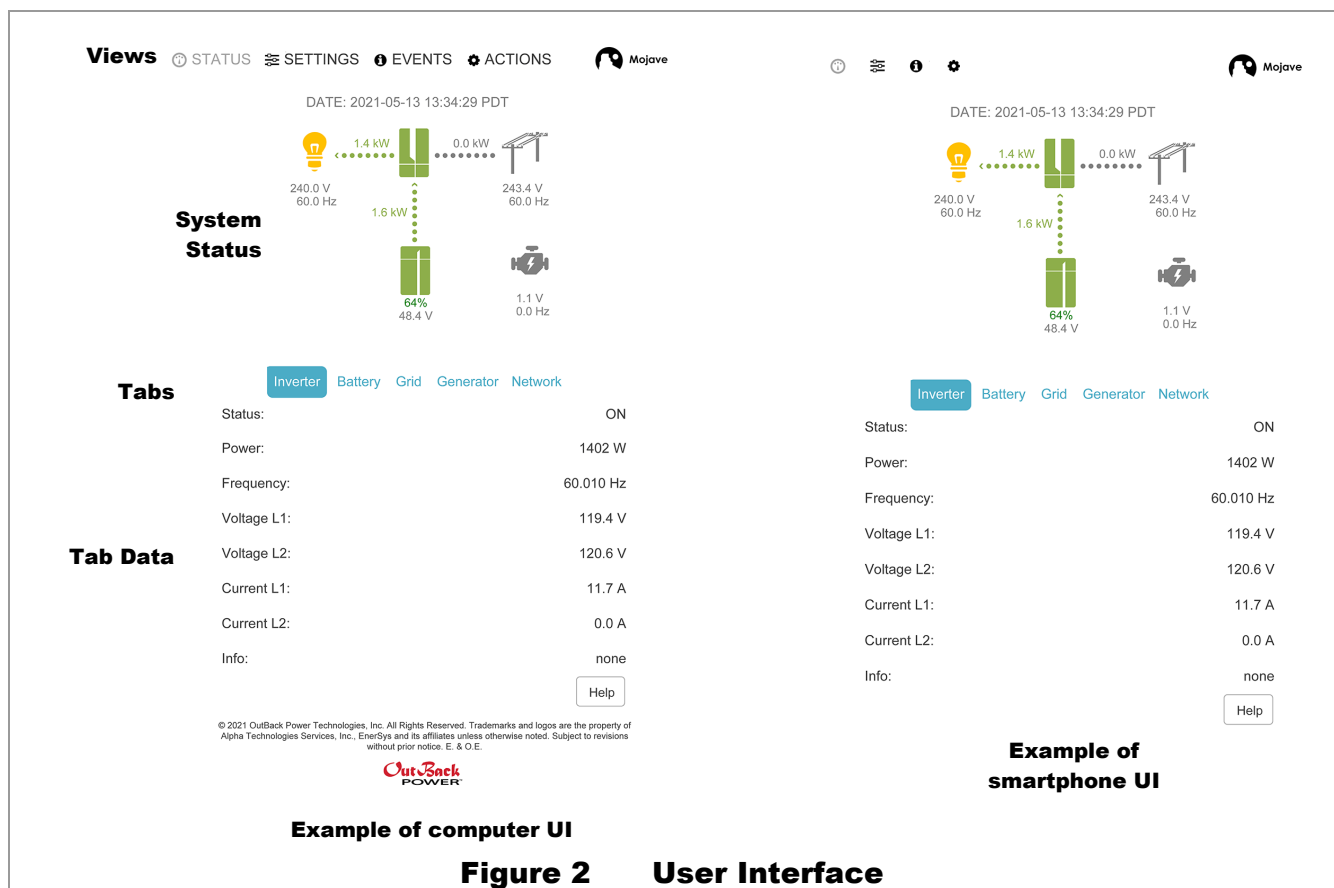 Views STATUS SETTINGS EVENTS ACTIONS Mojave
DATE: 2021-05-13 13:34:29 PDT
1.4 kW 0.0 kW
240.0 V 243.4 V
60.0 Hz 60.0 Hz
1.6 kW
System
Status
64% 1.1 V
48.4 V 0.0 Hz
Tabs
Inverter Battery Grid Generator Network
Status: ON
Power: 1402 W
Frequency: 60.010 Hz
Voltage L1: 119.4 V
Tab Data
Voltage L2: 120.6 V
Current L1: 11.7 A
Current L2: 0.0 A
Info: none
Help
© 2021 OutBack Power Technologies, Inc. All Rights Reserved. Trademarks and logos are the property of
Alpha Technologies Services, Inc., EnerSys and its affiliates unless otherwise noted. Subject to revisions
without prior notice. E. & O.E.
OutBack
POWER
Example of computer UI
Mojave
DATE: 2021-05-13 13:34:29 PDT
1.4 kW 0.0 kW
240.0 V 243.4 V
60.0 Hz 60.0 Hz
1.6 kW
64% 1.1 V
48.4 V 0.0 Hz
Inverter Battery Grid Generator Network
Status: ON
Power: 1402 W
Frequency: 60.010 Hz
Voltage L1: 119.4 V
Voltage L2: 120.6 V
Current L1: 11.7 A
Current L2: 0.0 A
Info: none
Help
Example of
smartphone UI
Figure 2 User Interface